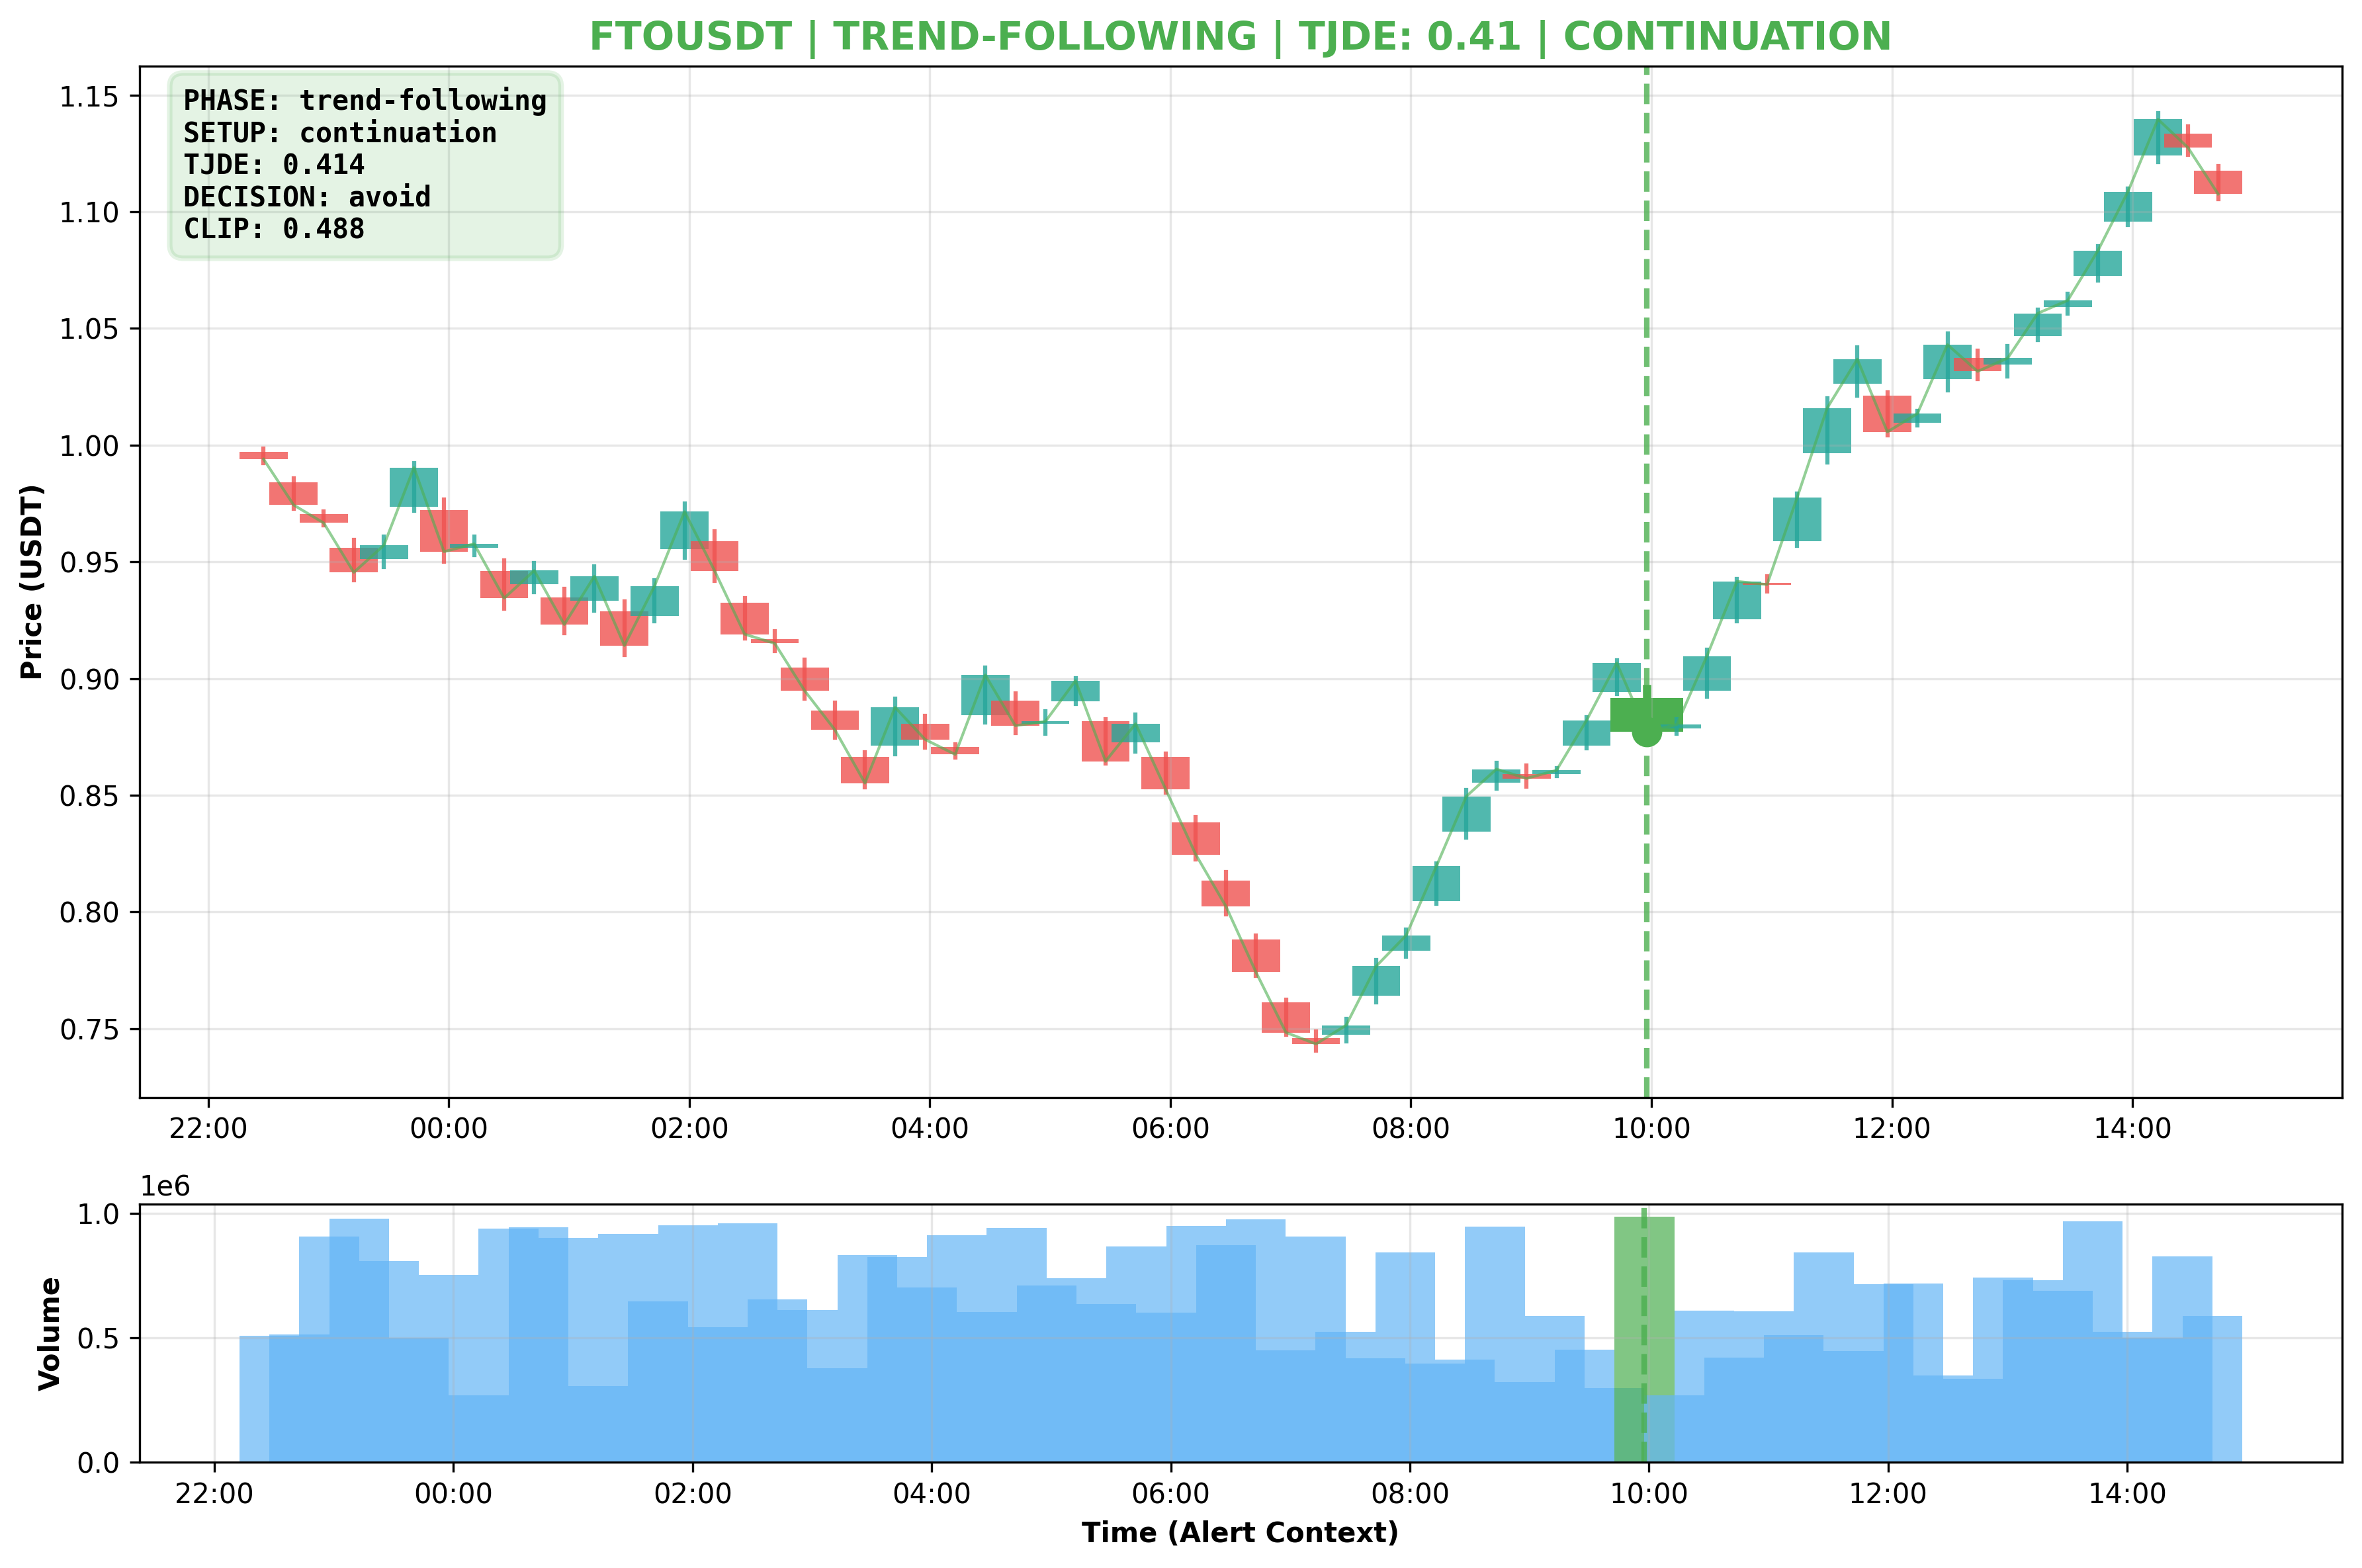 FTOUSDT | TREND-FOLLOWING | TJDE: 0.41 | CONTINUATION
PHASE: trend-following
SETUP: continuation
TJDE: 0.414
DECISION: avoid
CLIP: 0.488
Price (USDT)
1.15
1.10
1.05
1.00
0.95
0.90
0.85
0.80
0.75
22:00 00:00 02:00 04:00 06:00 08:00 10:00 12:00 14:00
1e6
Volume
1.0
0.5
0.0
22:00 00:00 02:00 04:00 06:00 08:00 10:00 12:00 14:00
Time (Alert Context)